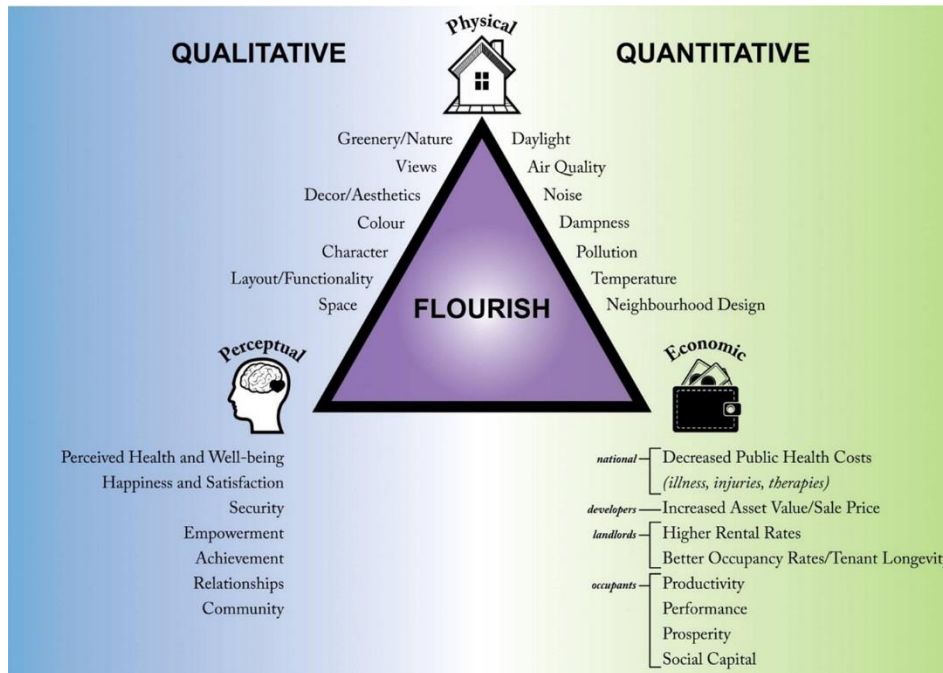 Physical
QUALITATIVE
QUANTITATIVE
Greenery/Nature
Views
Decor/Aesthetics
Colour
Character
Layout/Functionality
Space
Daylight
Air Quality
Noise
Dampness
Pollution
Temperature
Neighbourhood Design
FLOURISH
Perceptual
Perceived Health and Well-being
Happiness and Satisfaction
Security
Empowerment
Achievement
Relationships
Community
Economic
national
Decreased Public Health Costs
(illness, injuries, therapies)
developers
Increased Asset Value/Sale Price
landlords
Higher Rental Rates
Better Occupancy Rates/Tenant Longevit
occupants
Productivity
Performance
Prosperity
Social Capital